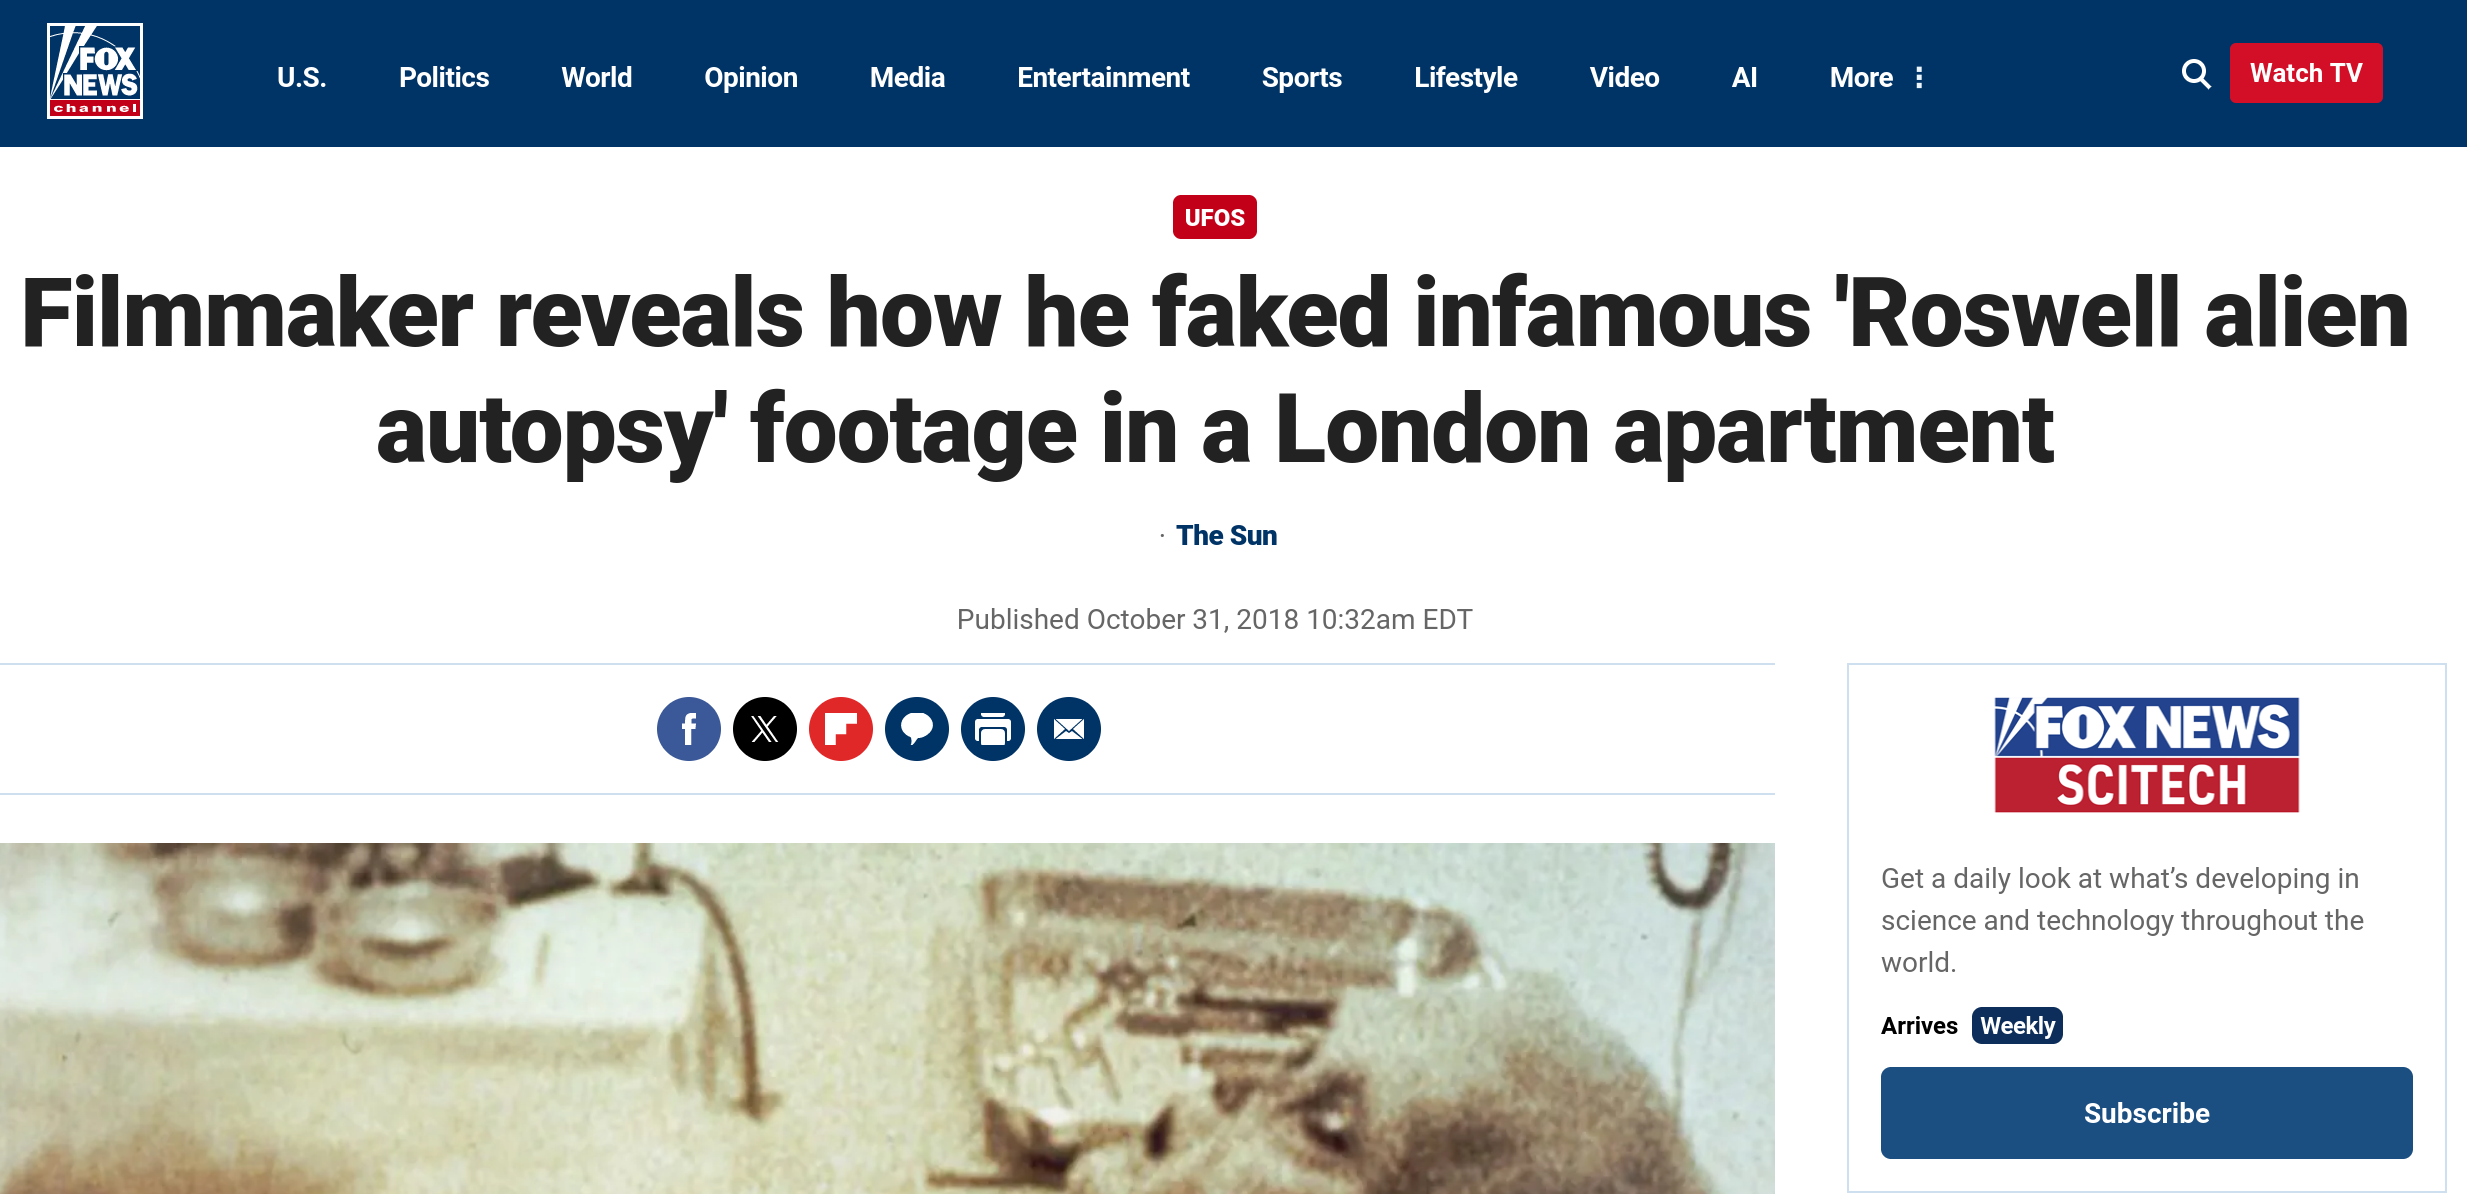 FOX
NEWS
channel
U.S. Politics World Opinion Media Entertainment Sports Lifestyle Video AI More
Watch TV
UFOS
Filmmaker reveals how he faked infamous 'Roswell alien
autopsy' footage in a London apartment
· The Sun
Published October 31, 2018 10:32am EDT
FOX NEWS
SCITECH
Get a daily look at what’s developing in
science and technology throughout the
world.
Arrives Weekly
Subscribe